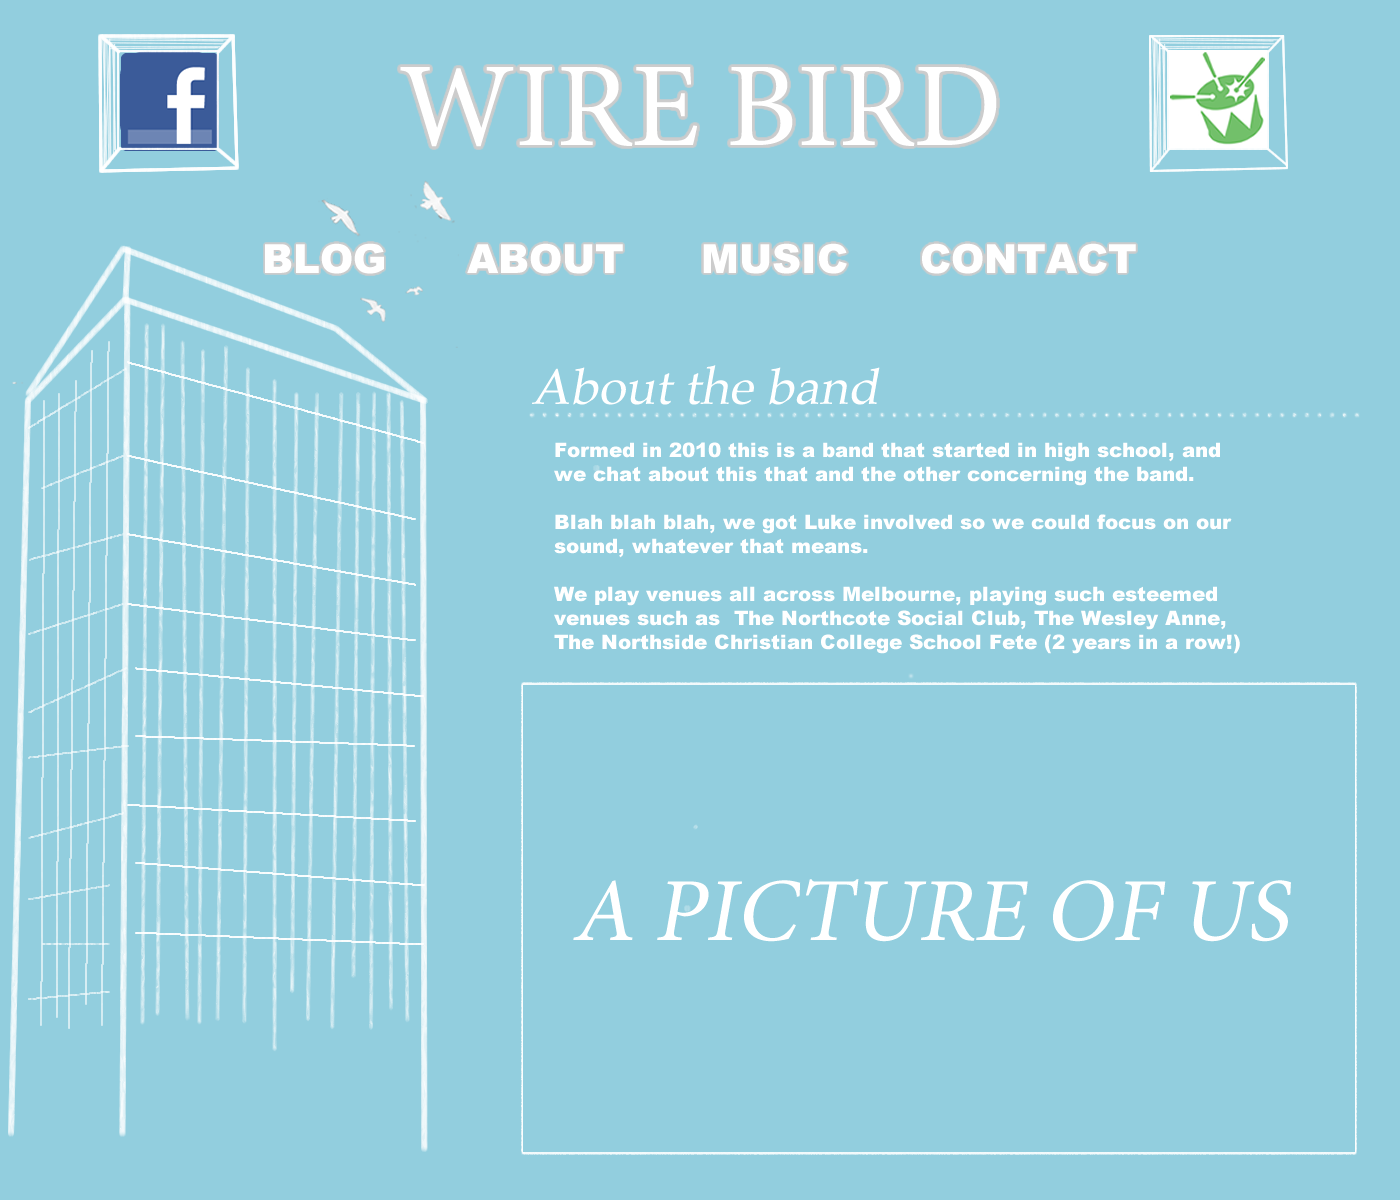 f
WIRE BIRD
BLOG ABOUT MUSIC CONTACT
About the band
Formed in 2010 this is a band that started in high school, and
we chat about this that and the other concerning the band.
Blah blah blah, we got Luke involved so we could focus on our
sound, whatever that means.
We play venues all across Melbourne, playing such esteemed
venues such as  The Northcote Social Club, The Wesley Anne,
The Northside Christian College School Fete (2 years in a row!)
A PICTURE OF US